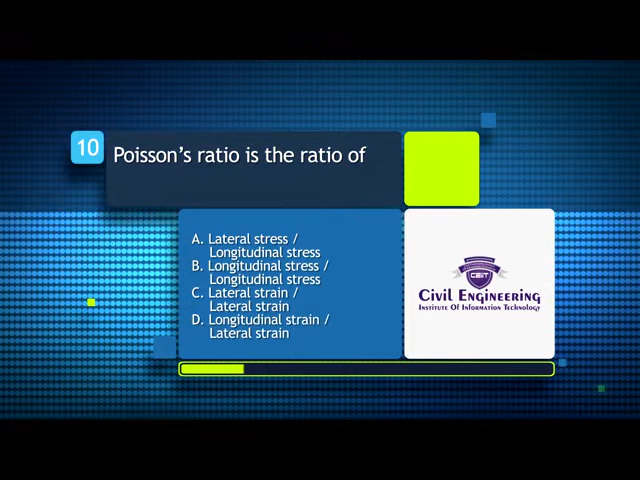 10
Poisson's ratio is the ratio of
A. Lateral stress /
Longitudinal stress
B. Longitudinal stress /
Longitudinal stress
C. Lateral strain /
Lateral strain
D. Longitudinal strain /
Lateral strain
CEIT
Civil Engineering
Institute Of Information Technology